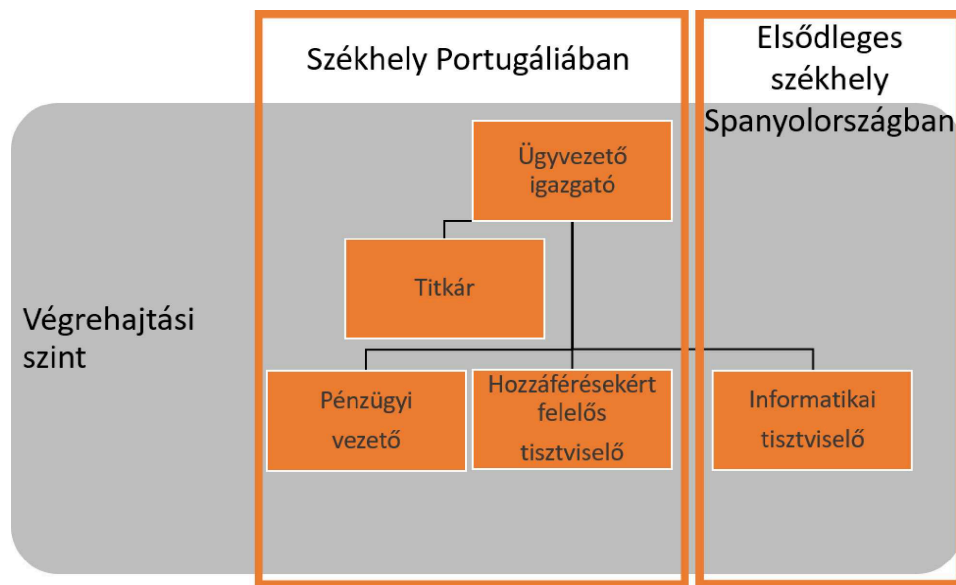 Székhely Portugáliában
Elsődleges
székhely
Spanyolországban
Ügyvezető
igazgató
Titkár
Végrehajtási
szint
Pénzügyi
vezető
Hozzáférésekért
felelős
tisztviselő
Informatikai
tisztviselő